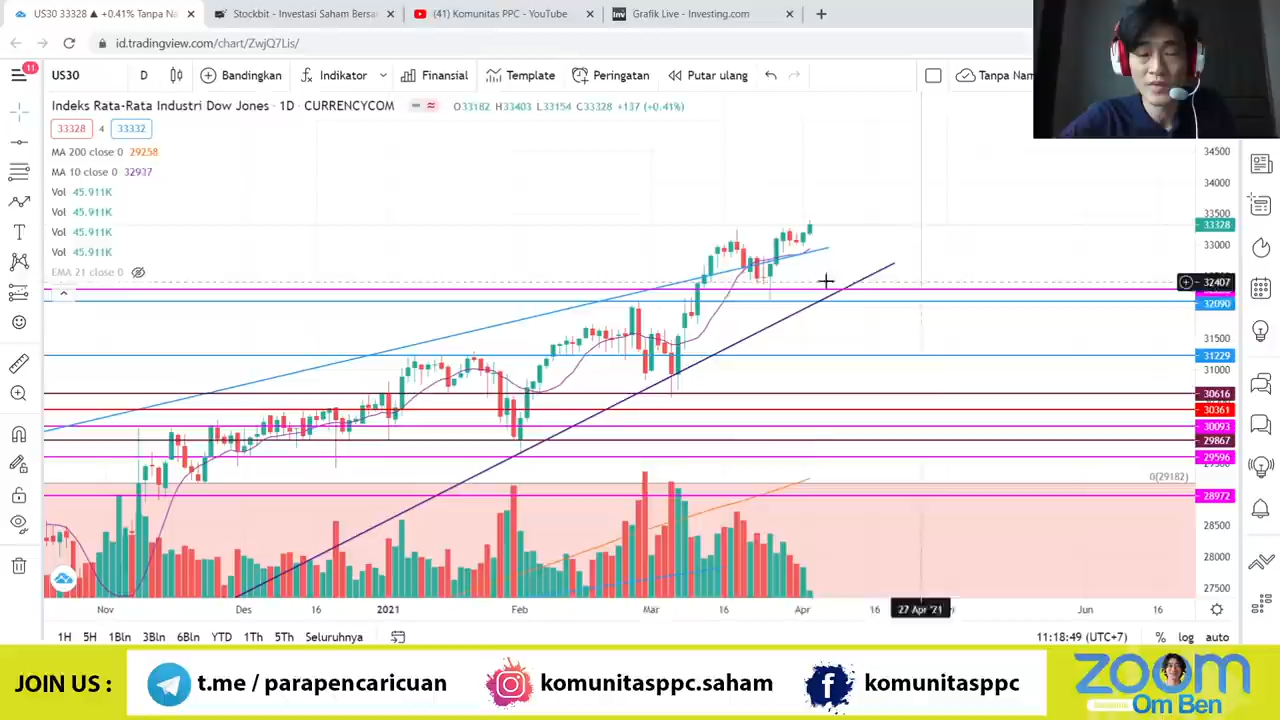 US30 33328 ▲ +0.41% Tanpa Na
Stockbit - Investasi Saham Bersa
(41) Komunitas PPC - YouTube
Grafik Live - Investing.com
id.tradingview.com/chart/ZwjQ7Lis/
11
US30
D
Bandingkan
Indikator
Finansial
Template
Peringatan
Putar ulang
Tanpa Nam
Indeks Rata-Rata Industri Dow Jones · 1D · CURRENCYCOM
O33182 H33403 L33154 C33328 +137 (+0.41%)
33328 4 33332
MA 200 close 0 29258
MA 10 close 0 32937
Vol 45.911K
Vol 45.911K
Vol 45.911K
Vol 45.911K
EMA 21 close 0
34500
34000
33500
33328
33000
32407
32090
31500
31229
31000
30616
30361
30093
29867
29596
0(29182)
28972
28500
28000
27500
Nov Des 16 2021 Feb Mar 16 Apr 16 27 Apr '21 Jun 16
1H 5H 1Bln 3Bln 6Bln YTD 1Th 5Th Seluruhnya
11:18:49 (UTC+7) % log auto
JOIN US :
t.me / parapencaricuan
komunitasppc.saham
komunitasppc
zoom
Om Ben